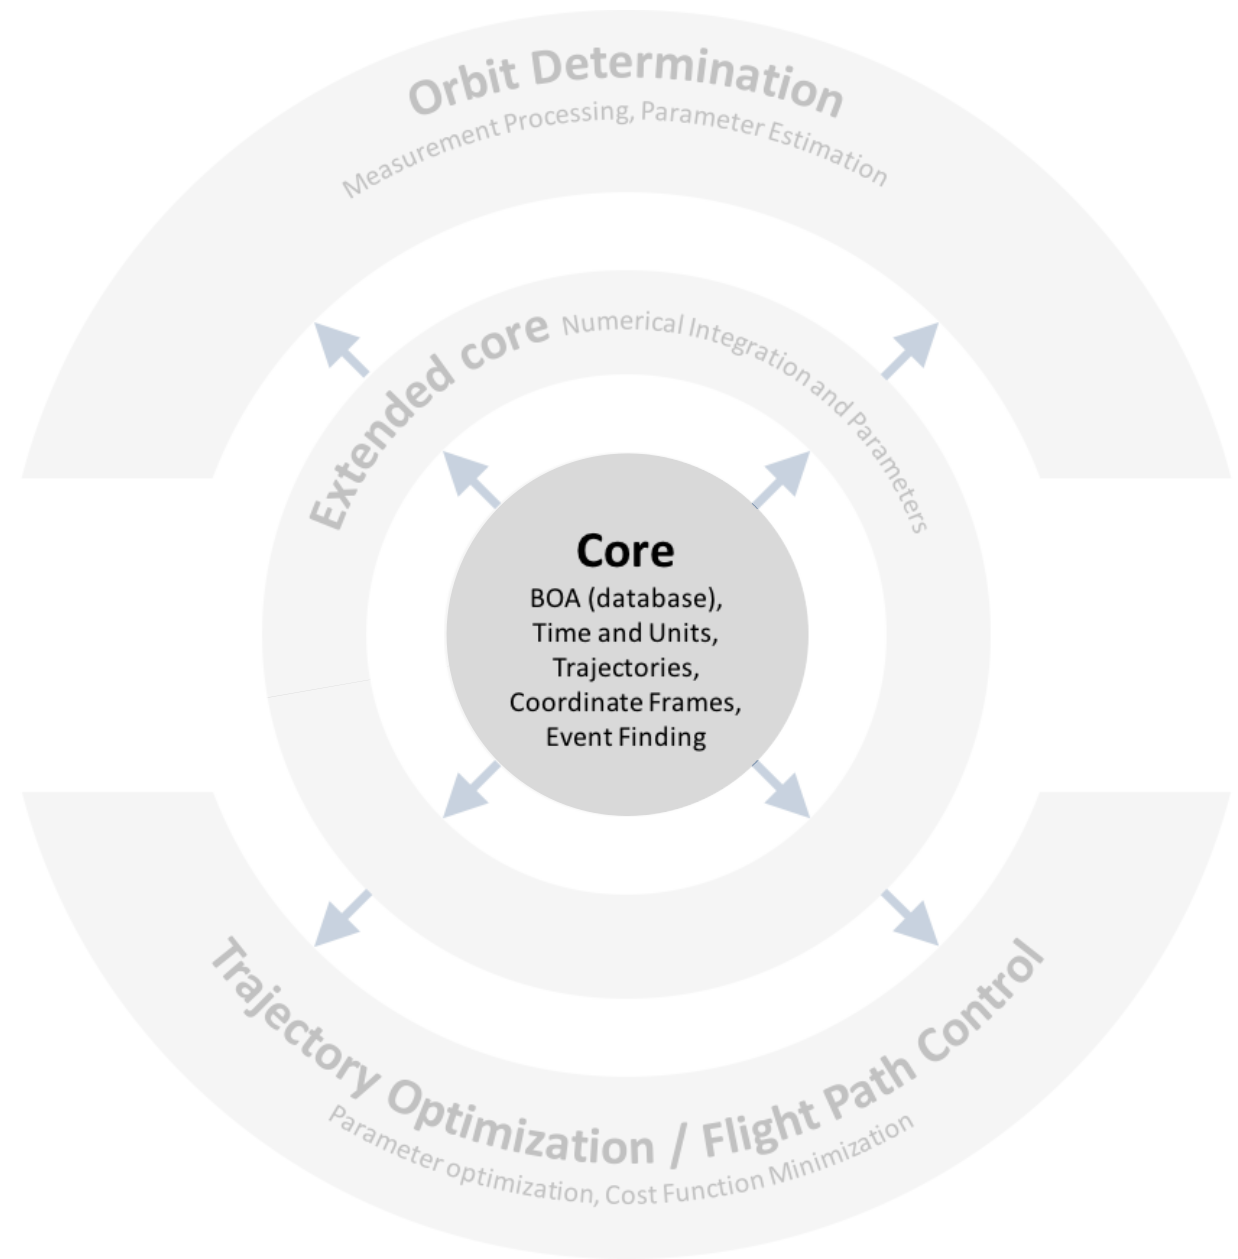 Orbit Determination
Measurement Processing, Parameter Estimation
Extended core Numerical Integration and Parameters
Core
BOA (database),
Time and Units,
Trajectories,
Coordinate Frames,
Event Finding
Trajectory Optimization / Flight Path Control
Parameter optimization, Cost Function Minimization